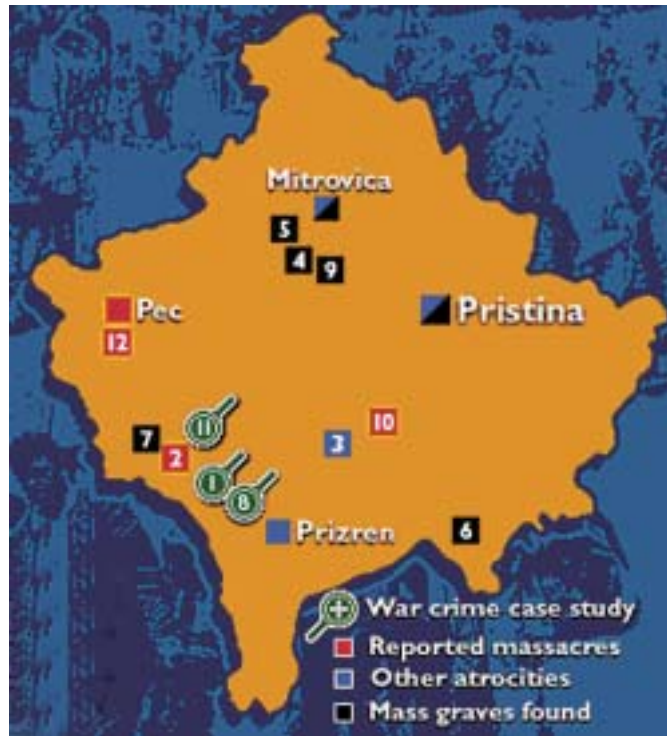 Mitrovica
5
4
9
Pec
Pristina
12
11
10
7
3
2
1
8
Prizren
6
War crime case study
Reported massacres
Other atrocities
Mass graves found